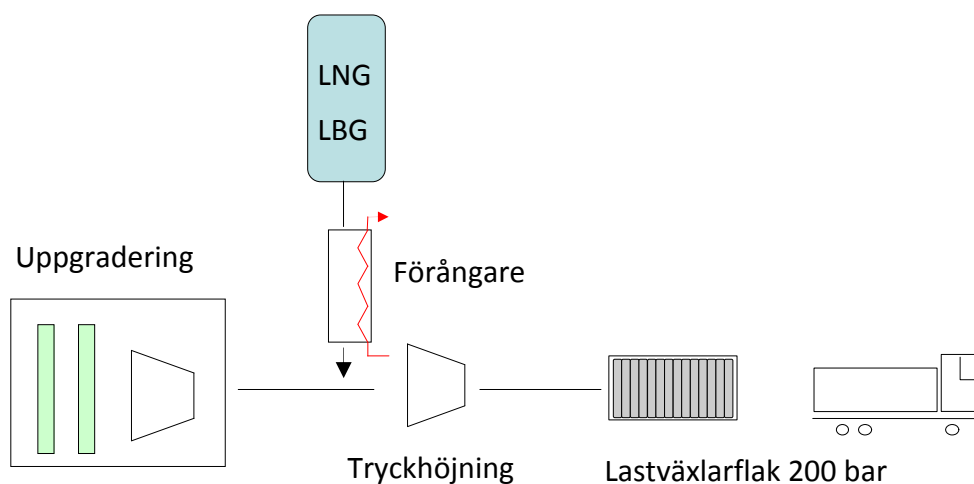 LNG
LBG
Uppgradering
Förångare
Tryckhöjning
Lastväxlarflak 200 bar